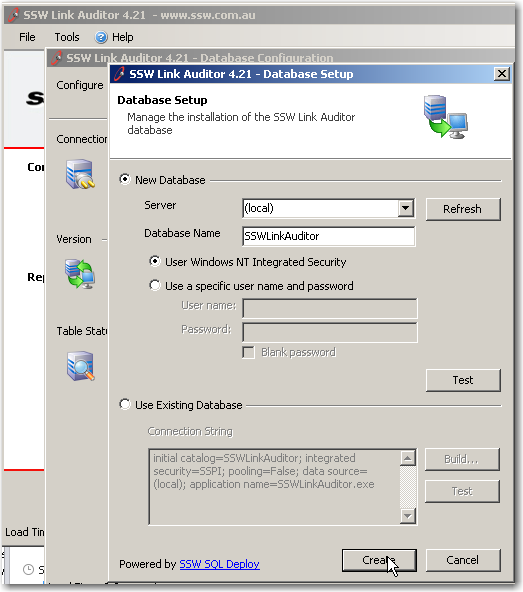 SSW Link Auditor 4.21 - www.ssw.com.au
File Tools Help
SSW Link Auditor 4.21 - Database Configuration
Configure
Connection
Version
Table Statu
Load Tim
SSW Link Auditor 4.21 - Database Setup
Database Setup
Manage the installation of the SSW Link Auditor
database
New Database
Server (local) Refresh
Database Name SSWLinkAuditor
User Windows NT Integrated Security
Use a specific user name and password
User name:
Password:
Blank password
Test
Use Existing Database
Connection String
initial catalog=SSWLinkAuditor; integrated
security=SSPI; pooling=False; data source=
(local); application name=SSWLinkAuditor.exe
Build...
Test
Powered by SSW SQL Deploy
Create Cancel